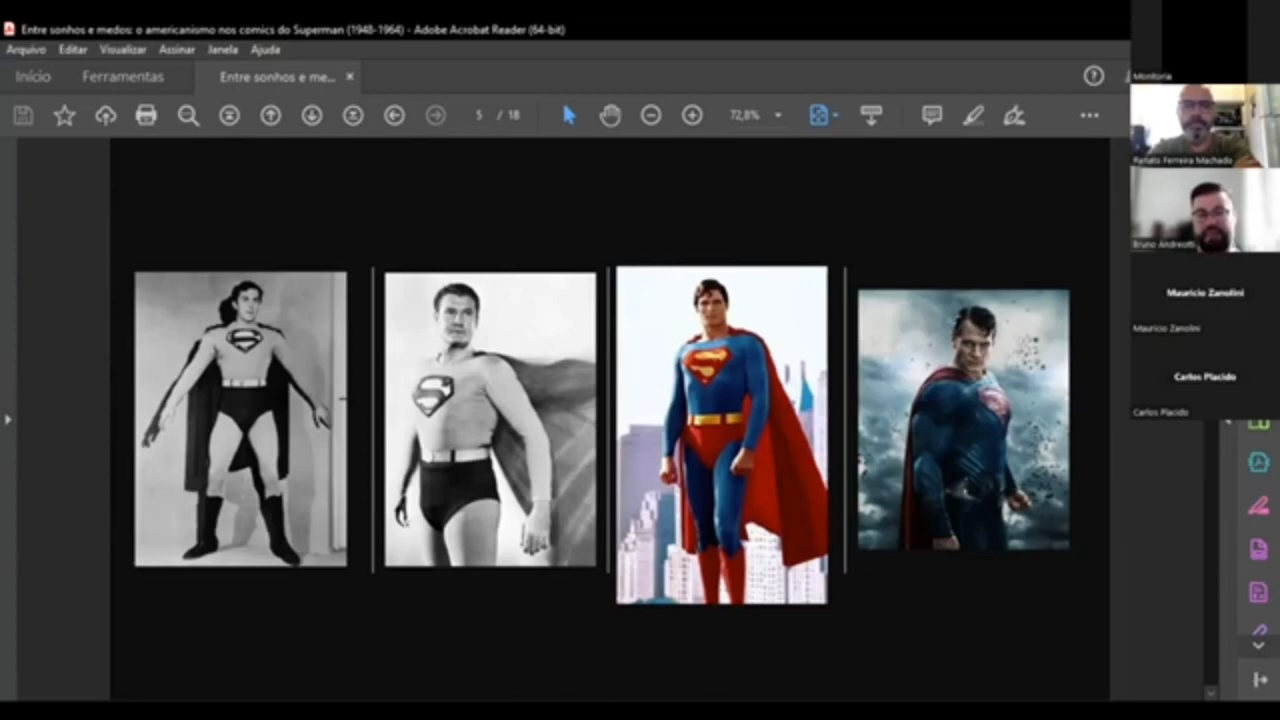 Entre sonhos e medos: o americanismo nos comics do Superman (1948-1964) - Adobe Acrobat Reader (64-bit)
Arquivo Editar Visualizar Assinar Janela Ajuda
Início Ferramentas Entre sonhos e me... ×
5 / 18 72,8%
Monitoria
Renato Ferreira Machado
Bruno Andreotti
Mauricio Zanolini
Mauricio Zanolini
Carlos Placido
Carlos Placido